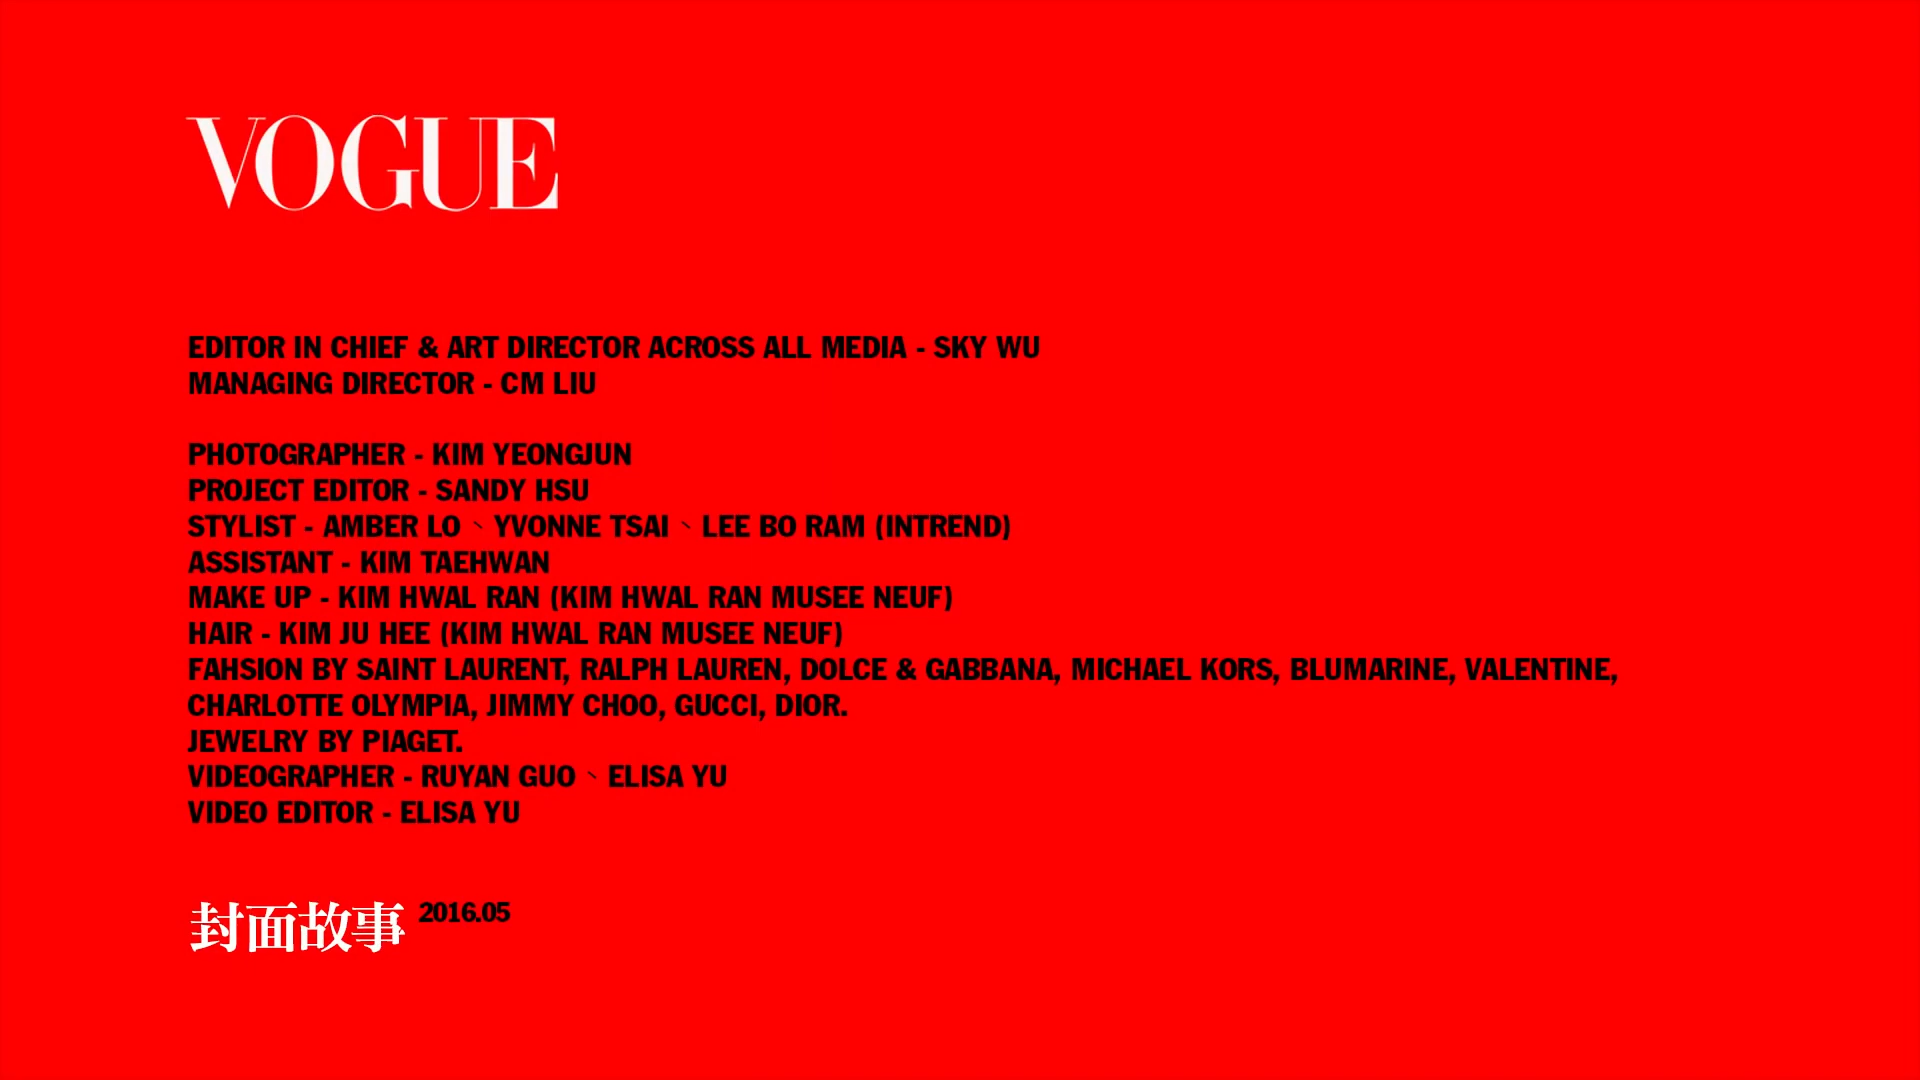 VOGUE
EDITOR IN CHIEF & ART DIRECTOR ACROSS ALL MEDIA - SKY WU
MANAGING DIRECTOR - CM LIU
PHOTOGRAPHER - KIM YEONGJUN
PROJECT EDITOR - SANDY HSU
STYLIST - AMBER LO、YVONNE TSAI、LEE BO RAM (INTREND)
ASSISTANT - KIM TAEHWAN
MAKE UP - KIM HWAL RAN (KIM HWAL RAN MUSEE NEUF)
HAIR - KIM JU HEE (KIM HWAL RAN MUSEE NEUF)
FAHSION BY SAINT LAURENT, RALPH LAUREN, DOLCE & GABBANA, MICHAEL KORS, BLUMARINE, VALENTINE,
CHARLOTTE OLYMPIA, JIMMY CHOO, GUCCI, DIOR.
JEWELRY BY PIAGET.
VIDEOGRAPHER - RUYAN GUO、ELISA YU
VIDEO EDITOR - ELISA YU
封面故事 2016.05